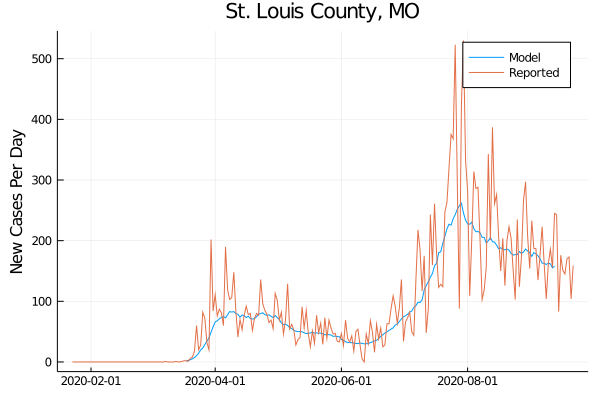 St. Louis County, MO
New Cases Per Day
500
400
300
200
100
0
2020-02-01
2020-04-01
2020-06-01
2020-08-01
Model
Reported